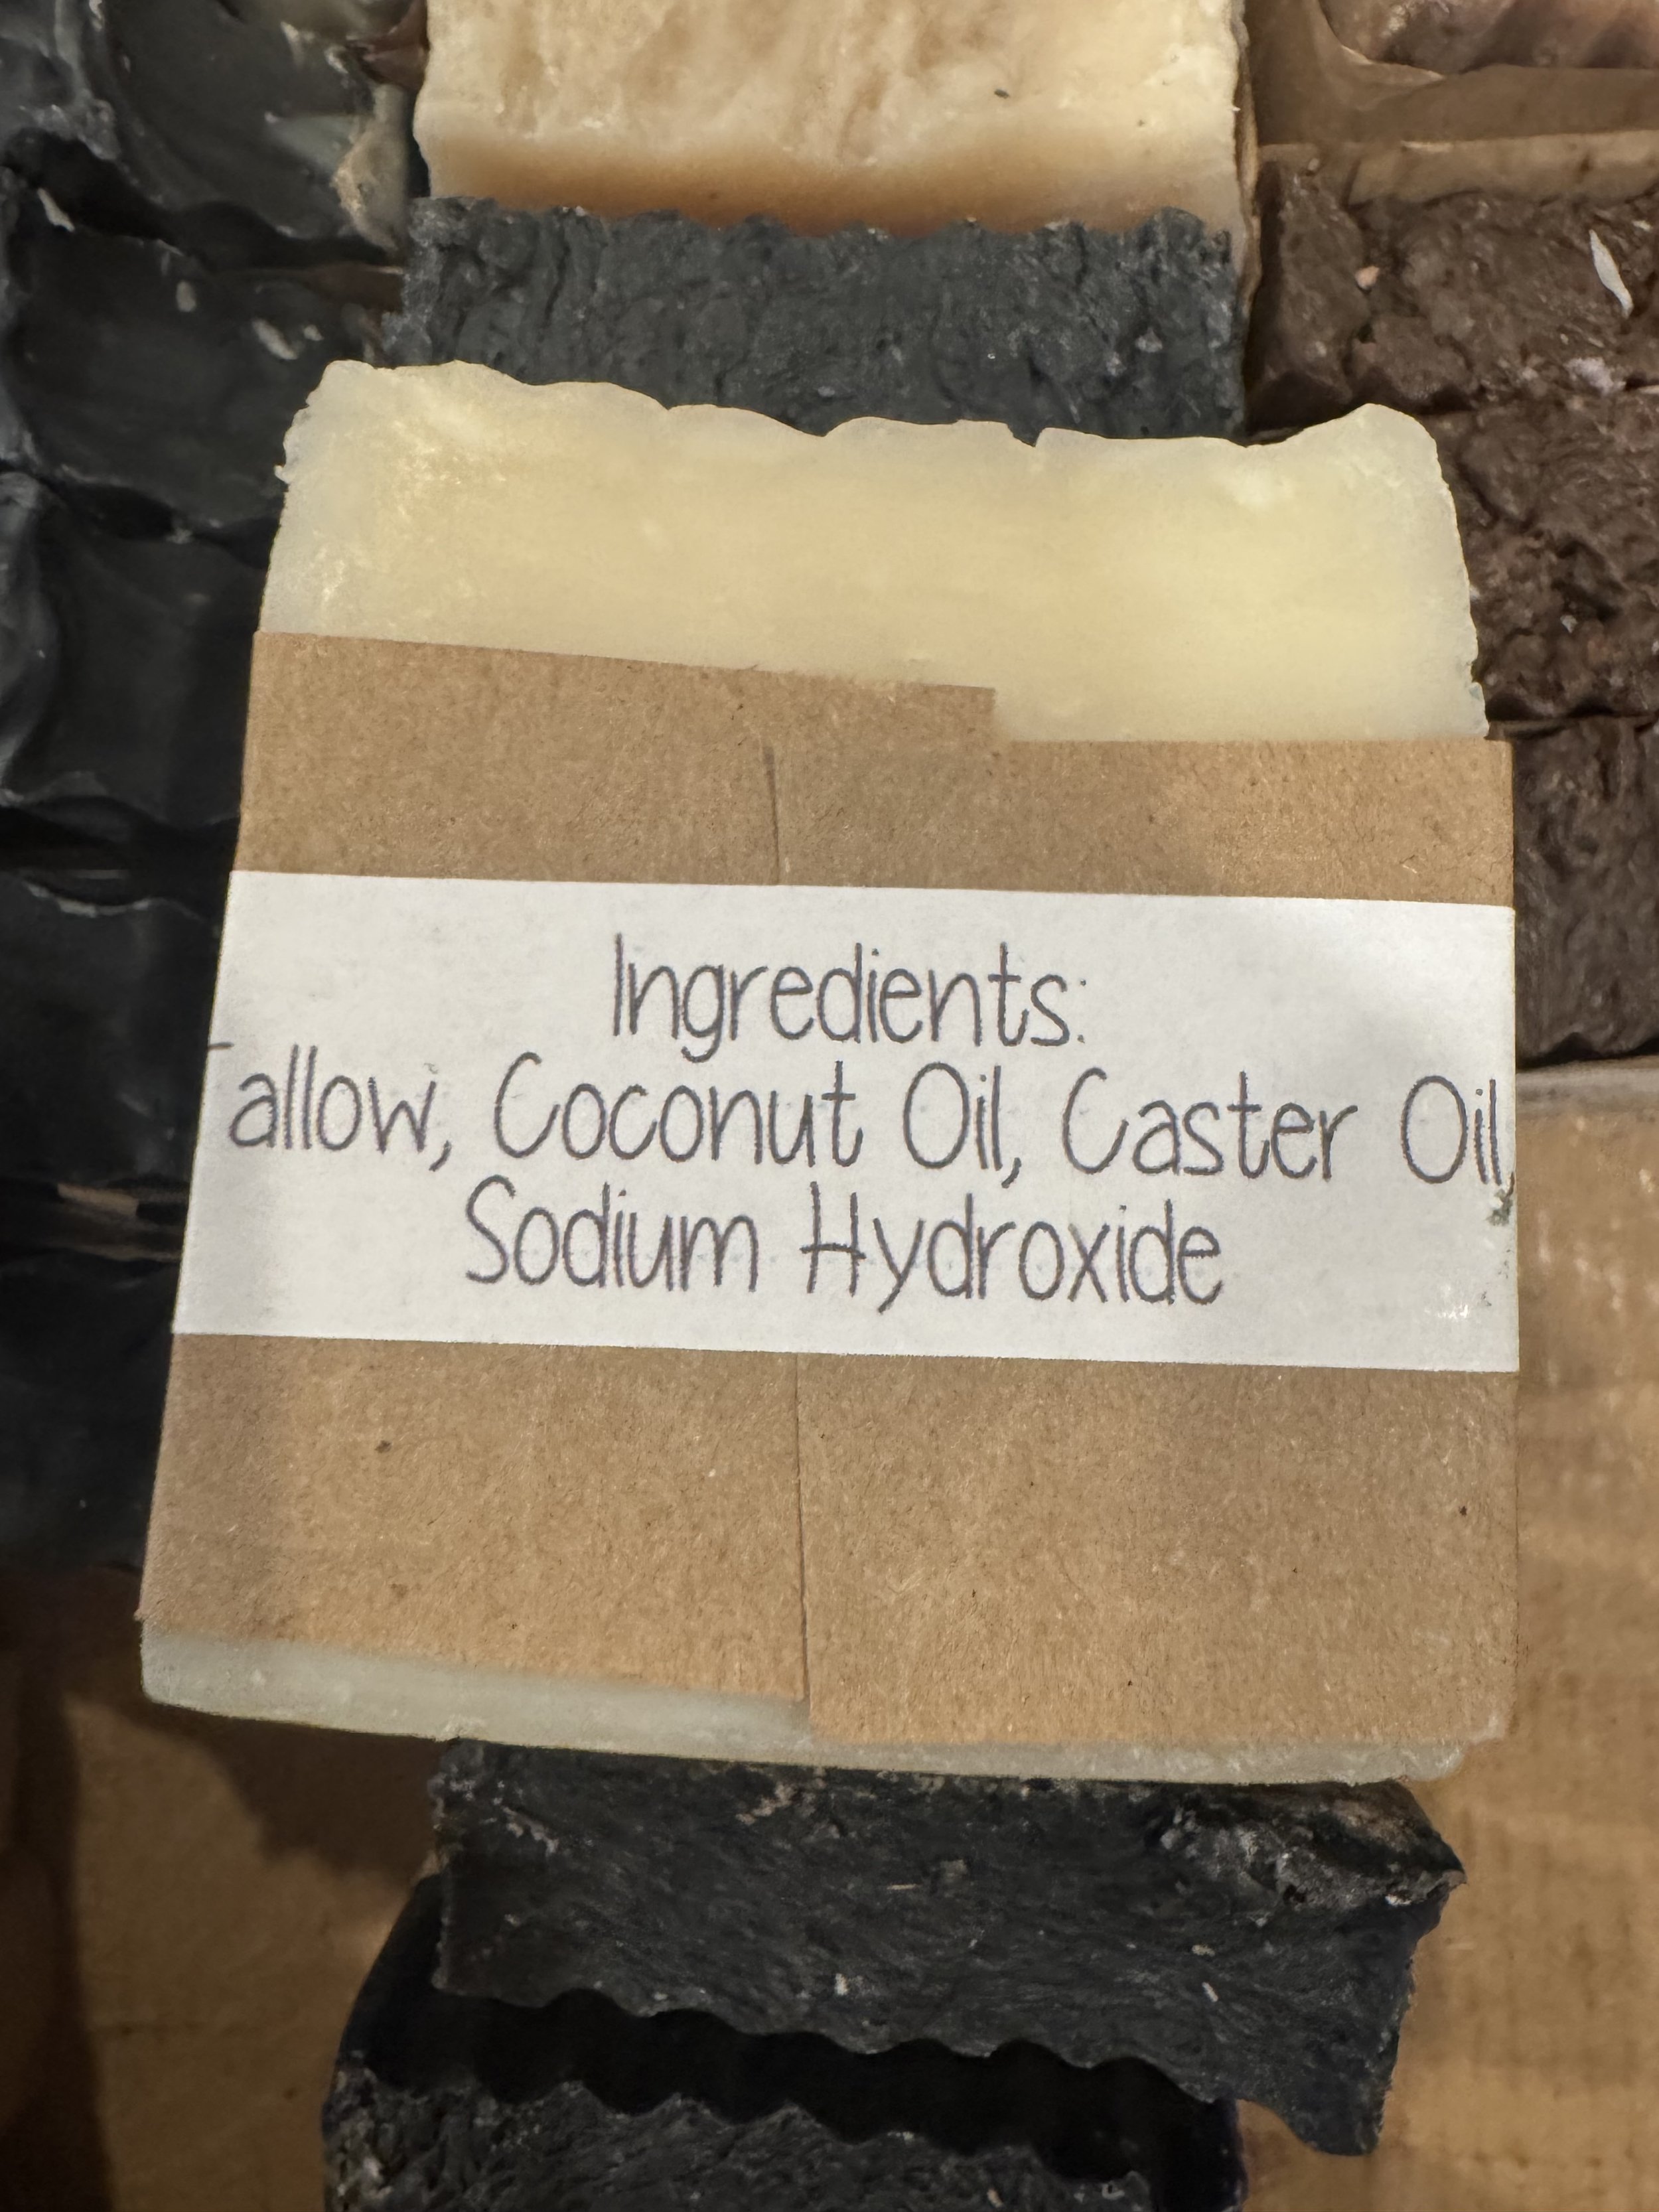 Ingredients:
Tallow, Coconut Oil, Caster Oil,
Sodium Hydroxide